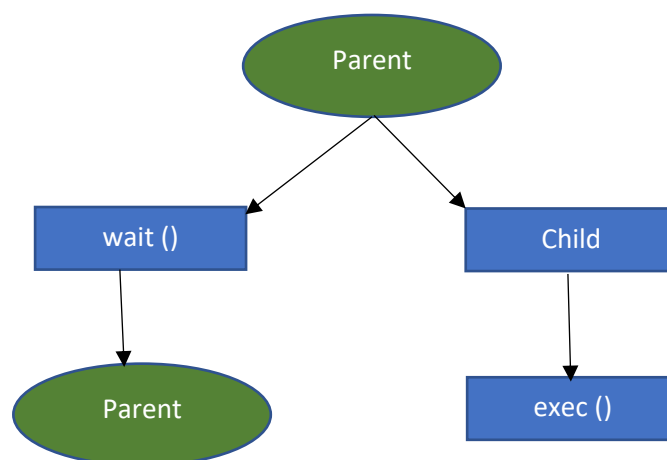 Parent
wait ()
Child
Parent
exec ()